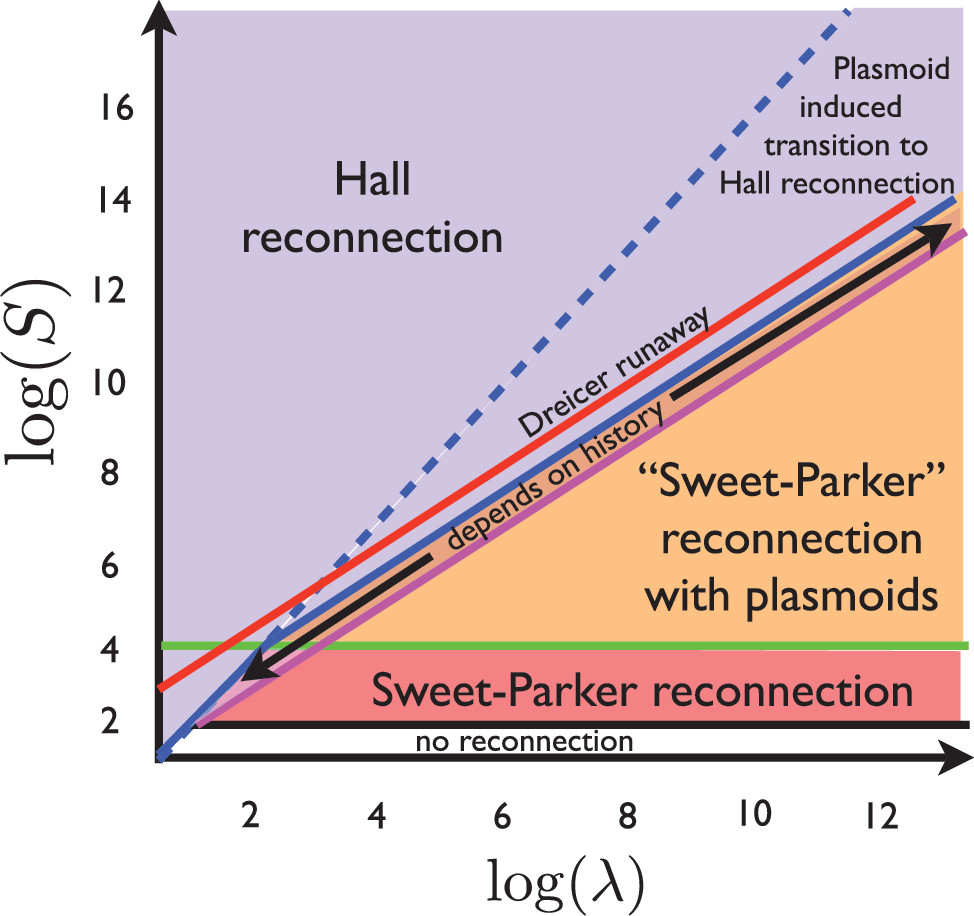 Plasmoid
induced
transition to
Hall reconnection
Hall
reconnection
Dreicer runaway
depends on history
“Sweet-Parker”
reconnection
with plasmoids
Sweet-Parker reconnection
no reconnection
log(S)
16
14
12
10
8
6
4
2
2 4 6 8 10 12
log(λ)